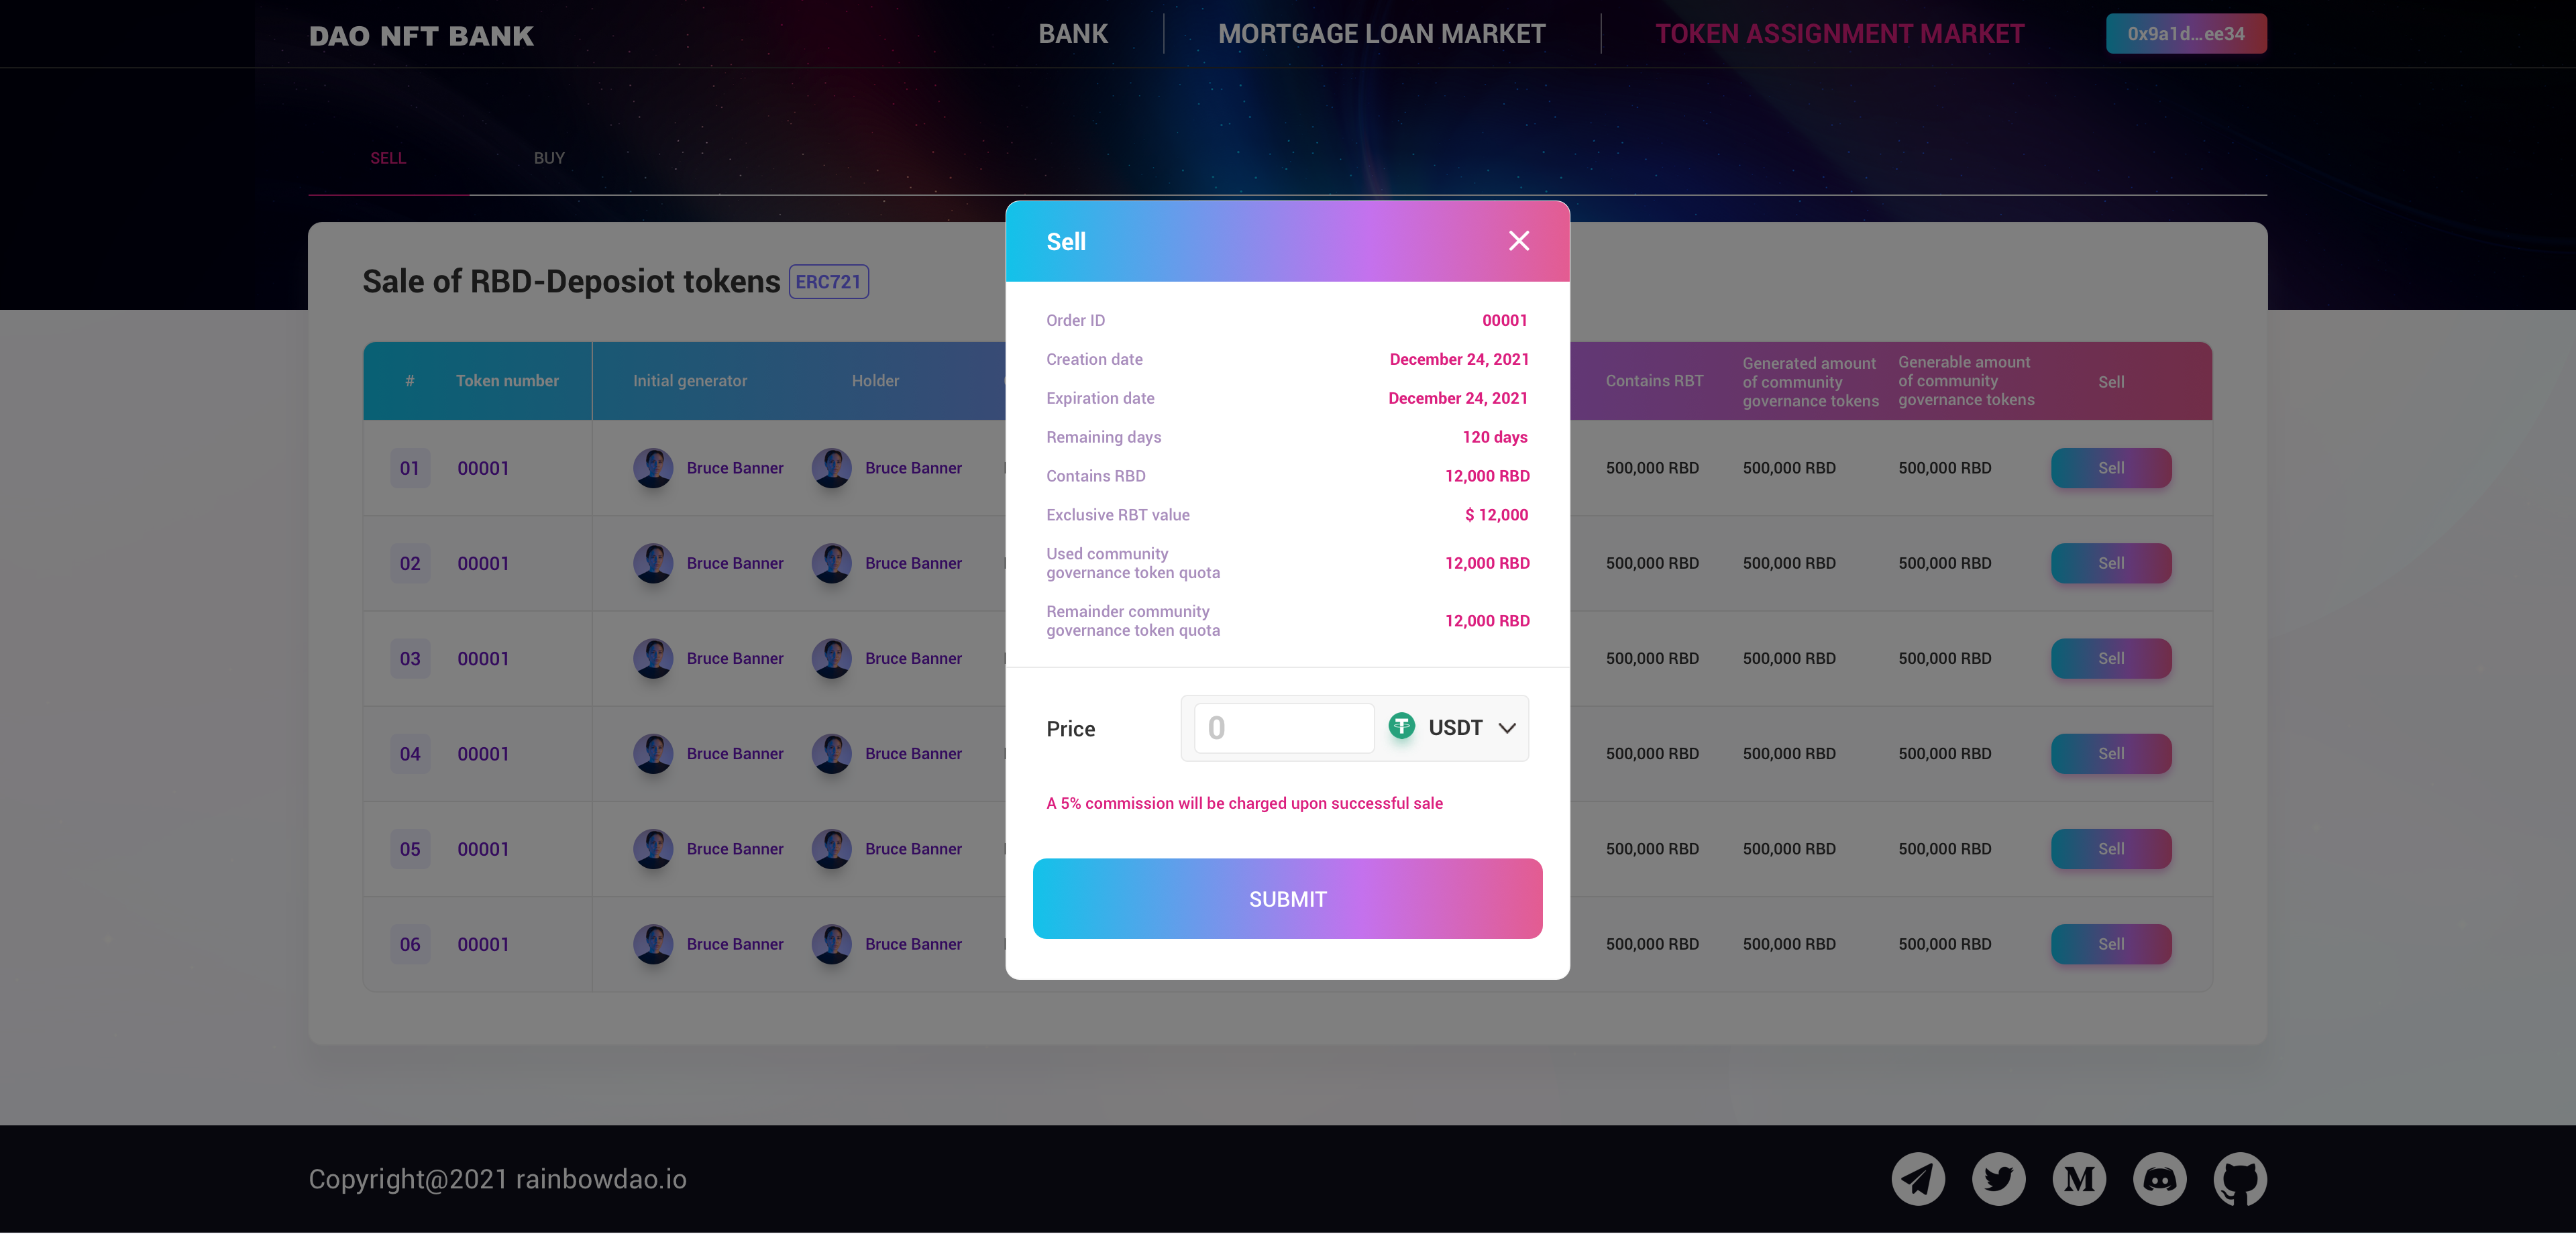 DAO NFT BANK
BANK
MORTGAGE LOAN MARKET
TOKEN ASSIGNMENT MARKET
0x9a1d...ee34
SELL
BUY
Sale of RBD-Deposiot tokens
ERC721
Sell
Order ID 00001
Creation date December 24, 2021
Expiration date December 24, 2021
Remaining days 120 days
Contains RBD 12,000 RBD
Exclusive RBT value $ 12,000
Used community
governance token quota
12,000 RBD
Remainder community
governance token quota
12,000 RBD
Price 0 USDT
A 5% commission will be charged upon successful sale
SUBMIT
# Token number Initial generator Holder
Contains RBT
Generated amount
of community
governance tokens
Generable amount
of community
governance tokens
Sell
01 00001 Bruce Banner Bruce Banner 500,000 RBD 500,000 RBD 500,000 RBD Sell
02 00001 Bruce Banner Bruce Banner 500,000 RBD 500,000 RBD 500,000 RBD Sell
03 00001 Bruce Banner Bruce Banner 500,000 RBD 500,000 RBD 500,000 RBD Sell
04 00001 Bruce Banner Bruce Banner 500,000 RBD 500,000 RBD 500,000 RBD Sell
05 00001 Bruce Banner Bruce Banner 500,000 RBD 500,000 RBD 500,000 RBD Sell
06 00001 Bruce Banner Bruce Banner 500,000 RBD 500,000 RBD 500,000 RBD Sell
Copyright@2021 rainbowdao.io